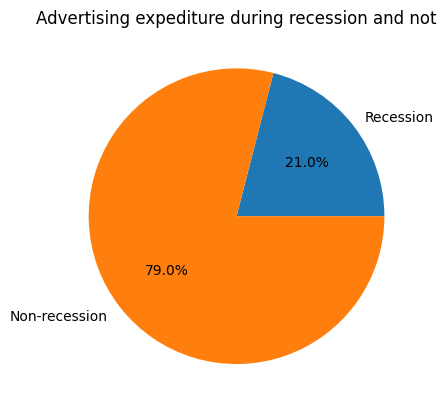 Advertising expediture during recession and not
Recession
21.0%
79.0%
Non-recession